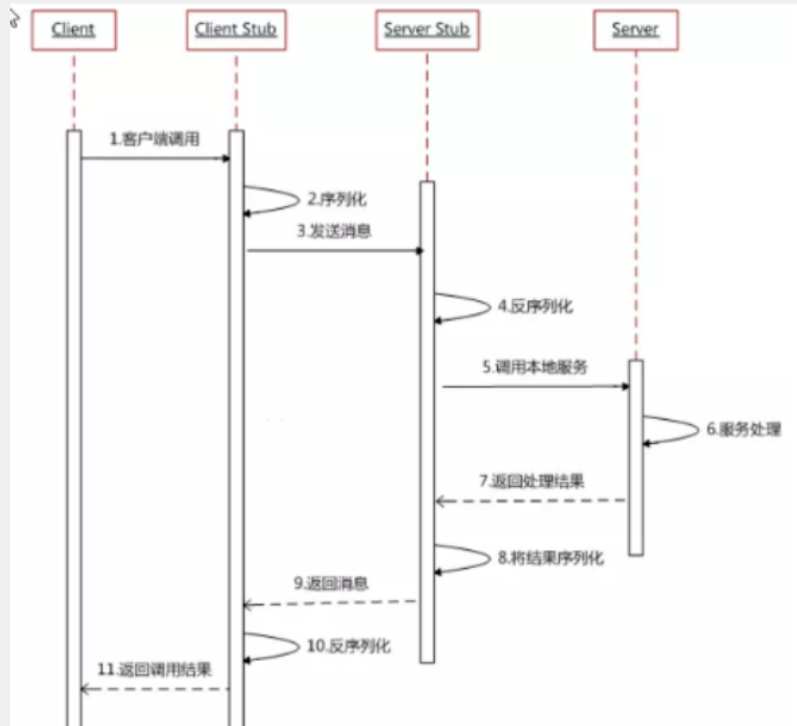 Client
Client Stub
Server Stub
Server
1.客户端调用
2.序列化
3.发送消息
4.反序列化
5.调用本地服务
6.服务处理
7.返回处理结果
8.将结果序列化
9.返回消息
10.反序列化
11.返回调用结果